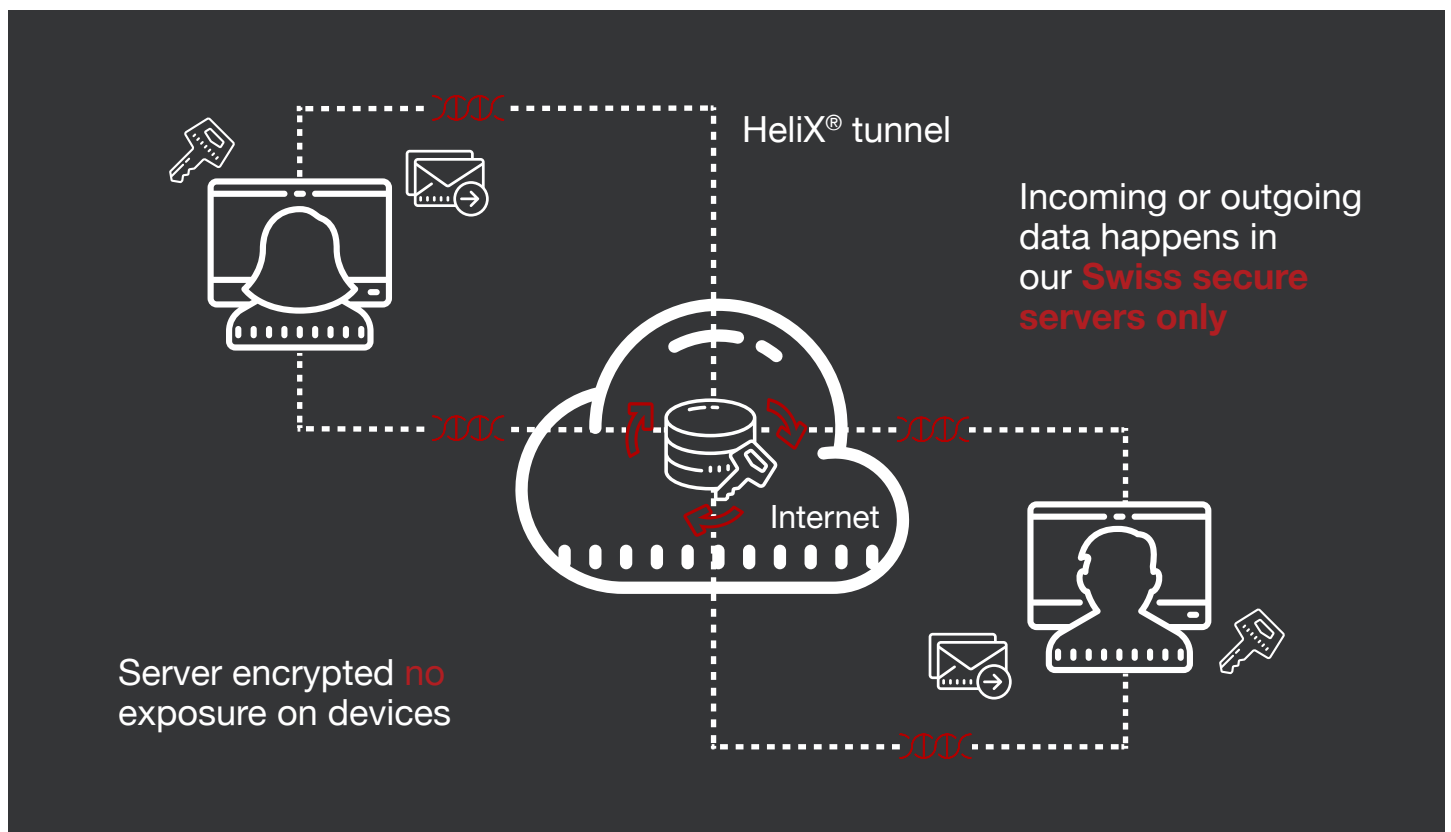 HeliX® tunnel
Incoming or outgoing
data happens in
our Swiss secure
servers only
Internet
Server encrypted no
exposure on devices